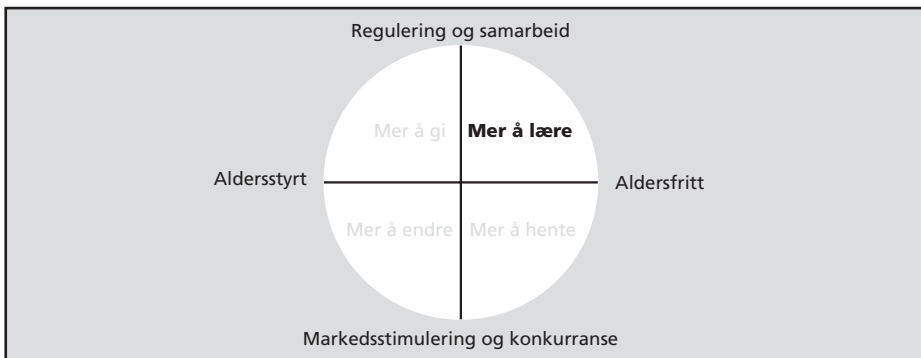 Regulering og samarbeid
Mer å gi
Mer å lære
Aldersstyrt
Aldersfritt
Mer å endre
Mer å hente
Markedsstimulering og konkurranse